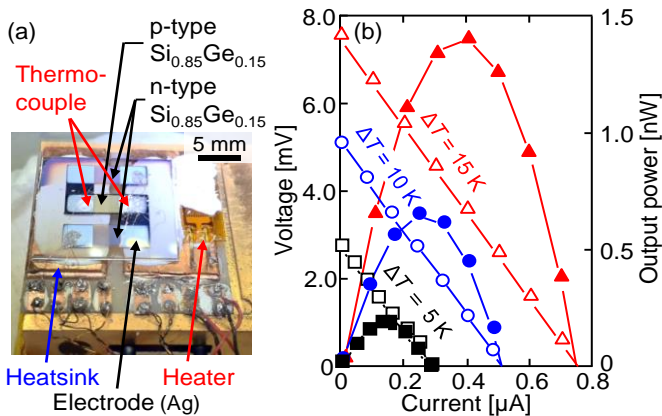 (a)
p-type
Si0.85Ge0.15
Thermo-
couple
n-type
Si0.85Ge0.15
5 mm
Heatsink
Heater
Electrode (Ag)
(b)
8.0
6.0
4.0
2.0
0
Voltage [mV]
ΔT = 15 K
ΔT = 10 K
ΔT = 5 K
1.5
1.0
0.5
0
Output power [nW]
0
0.2
0.4
0.6
0.8
Current [μA]